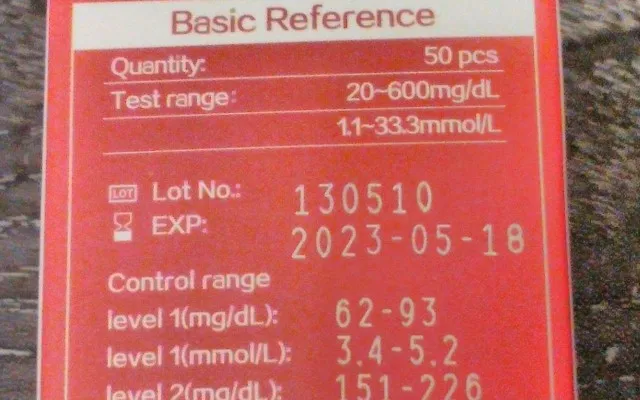 Basic Reference
Quantity: 50 pcs
Test range: 20~600mg/dL
1.1~33.3mmol/L
LOT Lot No.: 130510
EXP: 2023-05-18
Control range
level 1(mg/dL): 62-93
level 1(mmol/L): 3.4-5.2
level 2(mg/dL): 151-226